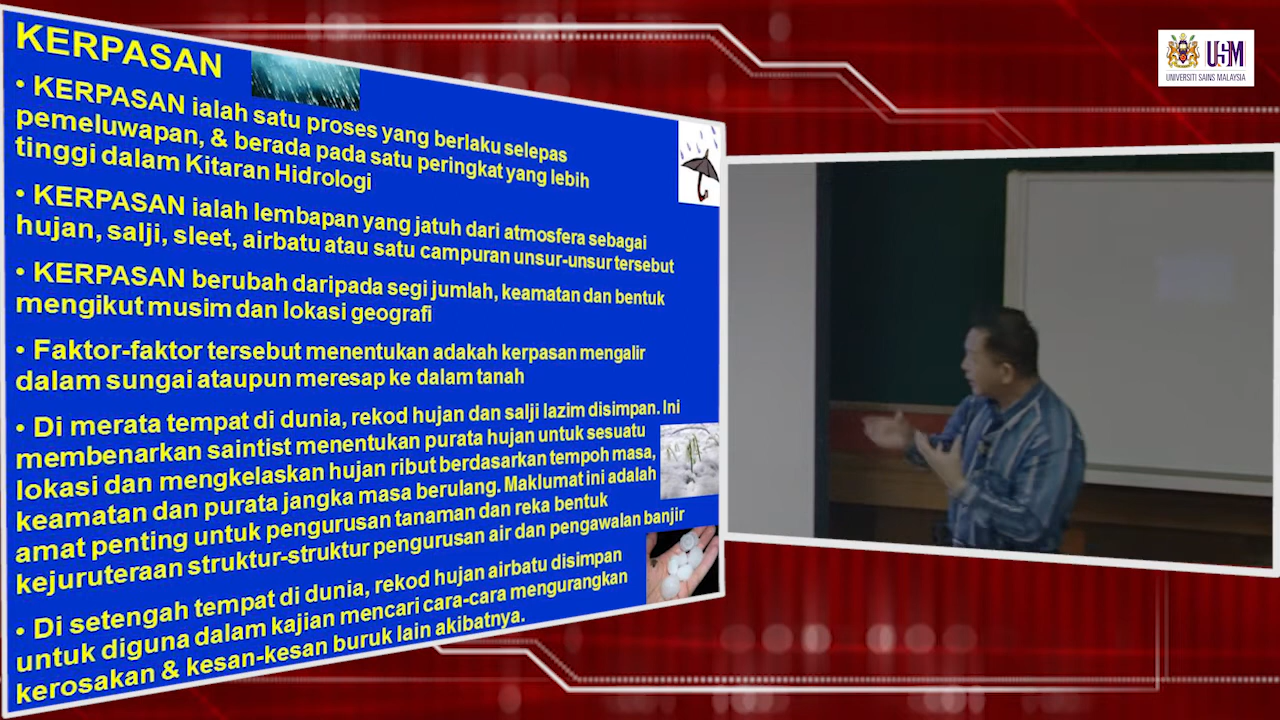 KERPASAN
• KERPASAN ialah satu proses yang berlaku selepas
pemeluwapan, & berada pada satu peringkat yang lebih
tinggi dalam Kitaran Hidrologi
• KERPASAN ialah lembapan yang jatuh dari atmosfera sebagai
hujan, salji, sleet, airbatu atau satu campuran unsur-unsur tersebut
• KERPASAN berubah daripada segi jumlah, keamatan dan bentuk
mengikut musim dan lokasi geografi
• Faktor-faktor tersebut menentukan adakah kerpasan mengalir
dalam sungai ataupun meresap ke dalam tanah
• Di merata tempat di dunia, rekod hujan dan salji lazim disimpan. Ini
membenarkan saintist menentukan purata hujan untuk sesuatu
lokasi dan mengkelaskan hujan ribut berdasarkan tempoh masa,
keamatan dan purata jangka masa berulang. Maklumat ini adalah
amat penting untuk pengurusan tanaman dan reka bentuk
kejuruteraan struktur-struktur pengurusan air dan pengawalan banjir
• Di setengah tempat di dunia, rekod hujan airbatu disimpan
untuk diguna dalam kajian mencari cara-cara mengurangkan
kerosakan & kesan-kesan buruk lain akibatnya.
USM
UNIVERSITI SAINS MALAYSIA